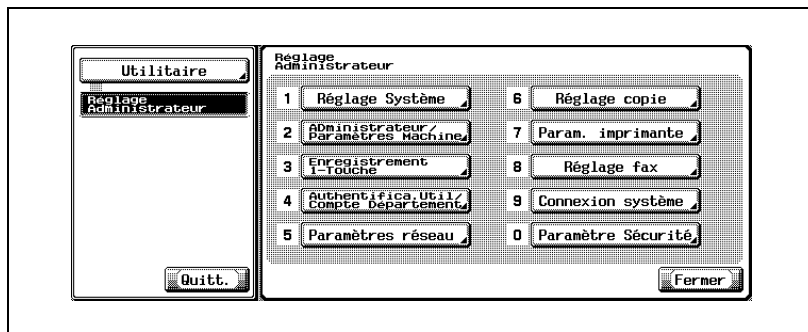 Utilitaire
Réglage
Administrateur
Quitt.
Réglage
Administrateur
1 Réglage Système
2 ADministrateur/
Paramètres Machine
3 Enregistrement
1-Touche
4 Authentifica.Util/
Compte Département
5 Paramètres réseau
6 Réglage copie
7 Param. imprimante
8 Réglage fax
9 Connexion système
0 Paramètre Sécurité
Fermer